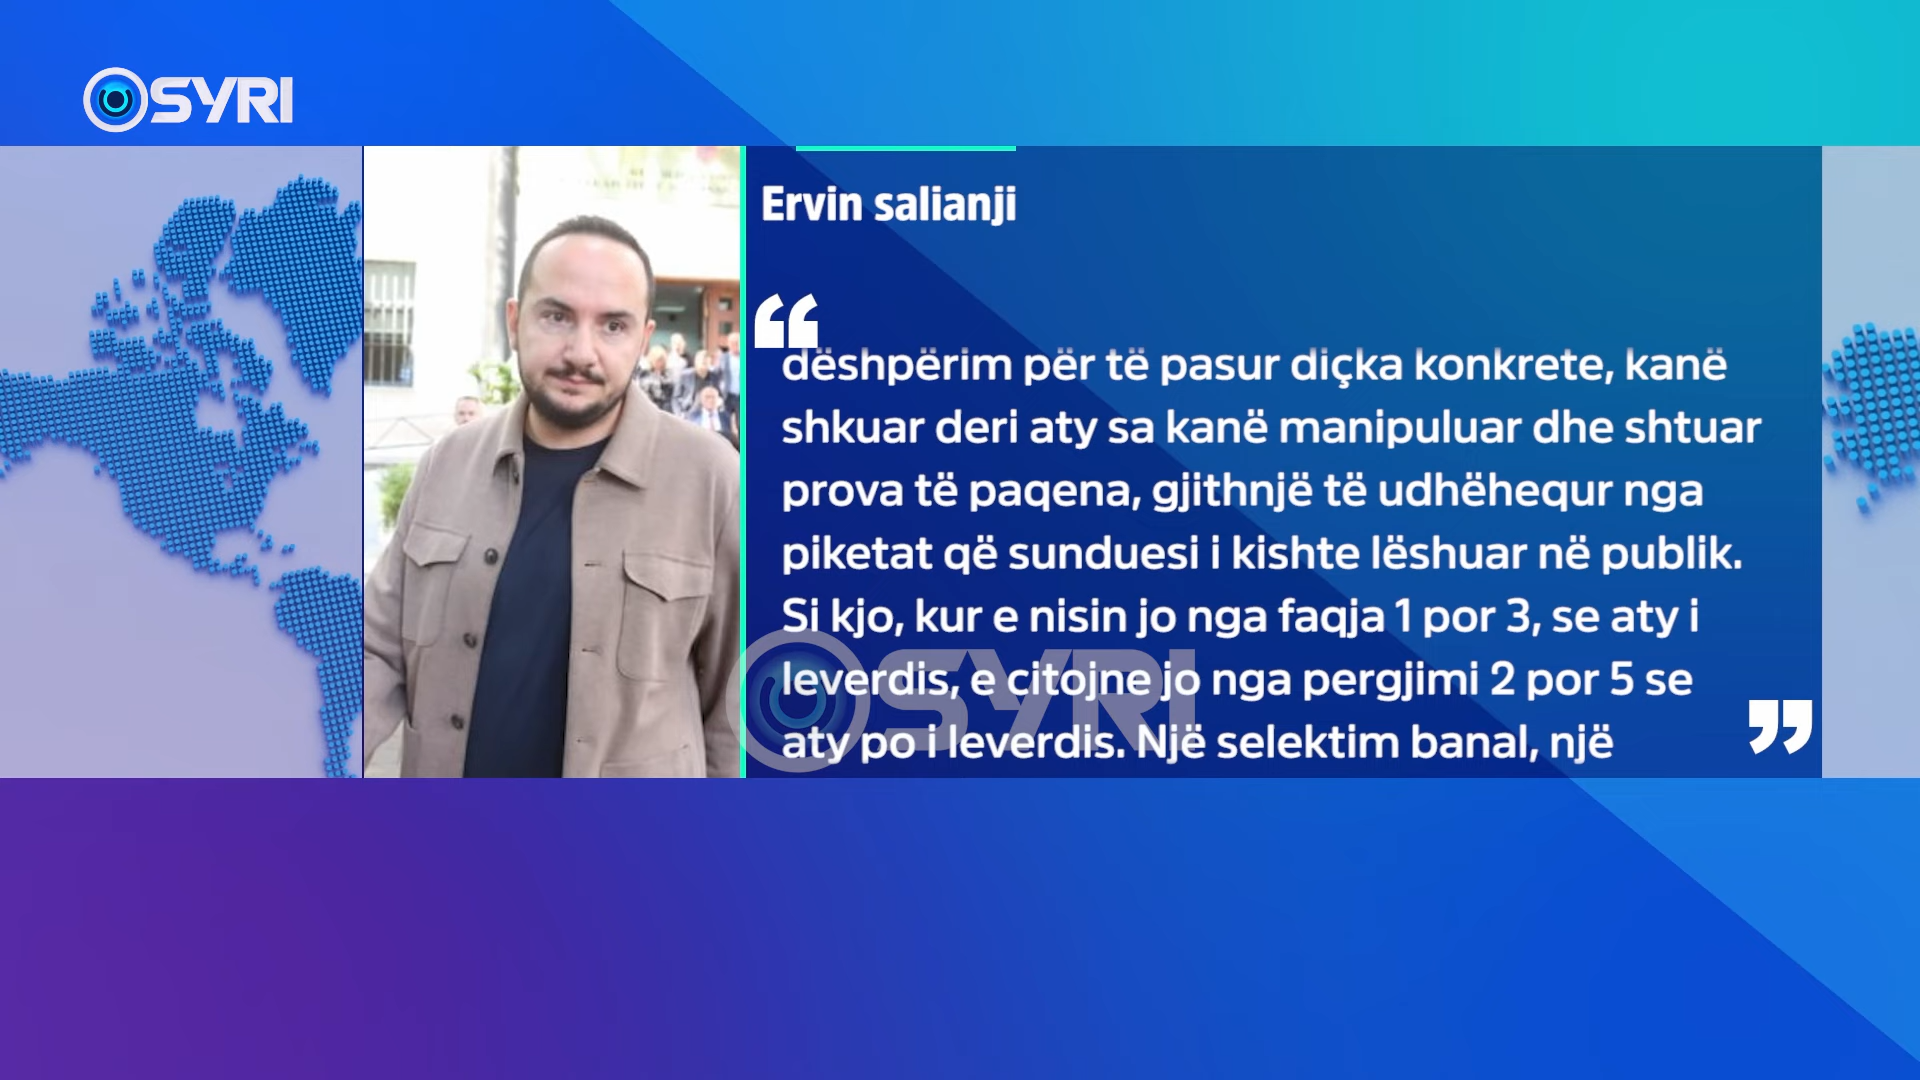 SYRI
Ervin salianji
“
dëshpërim për të pasur diçka konkrete, kanë
shkuar deri aty sa kanë manipuluar dhe shtuar
prova të paqena, gjithnjë të udhëhequr nga
piketat që sunduesi i kishte lëshuar në publik.
Si kjo, kur e nisin jo nga faqja 1 por 3, se aty i
leverdis, e citojne jo nga pergjimi 2 por 5 se
aty po i leverdis. Një selektim banal, një
”
SYRI